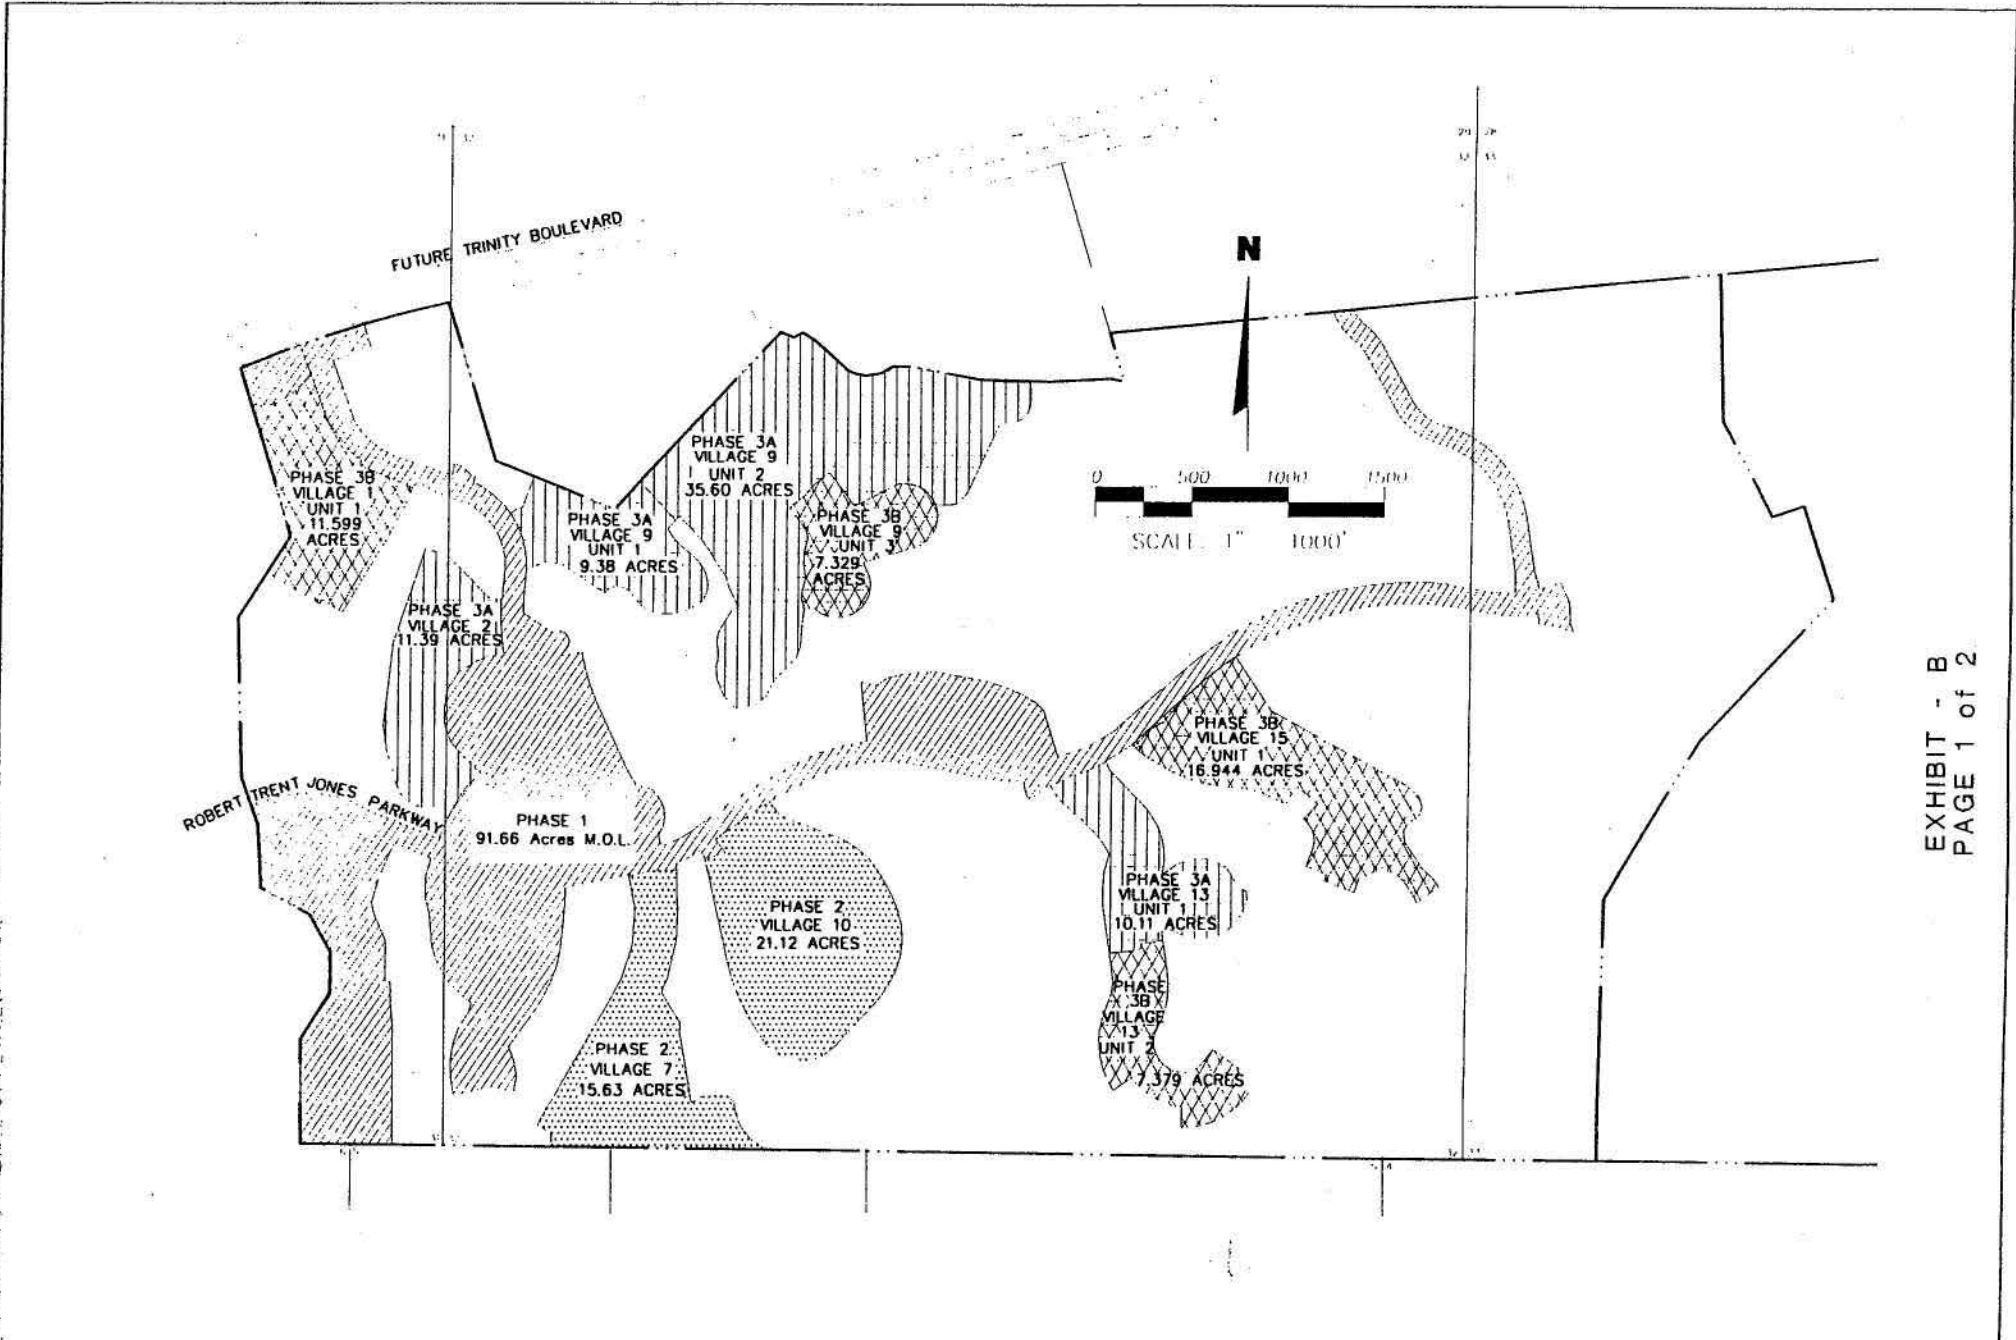 FUTURE TRINITY BOULEVARD
N
29 28
32 33
0 500 1000 1500
SCALE: 1" 1000'
PHASE 3B
VILLAGE 1
UNIT 1
11.599
ACRES
PHASE 3A
VILLAGE 9
UNIT 2
35.60 ACRES
PHASE 3A
VILLAGE 9
UNIT 1
9.38 ACRES
PHASE 3B
VILLAGE 9
UNIT 3
7.329
ACRES
PHASE 3A
VILLAGE 2
11.39 ACRES
PHASE 3B
VILLAGE 15
UNIT 1
16.944 ACRES
ROBERT TRENT JONES PARKWAY
PHASE 1
91.66 Acres M.O.L.
PHASE 2
VILLAGE 10
21.12 ACRES
PHASE 3A
VILLAGE 13
UNIT 1
10.11 ACRES
PHASE
3B
VILLAGE
13
UNIT 2
7.379 ACRES
PHASE 2
VILLAGE 7
15.63 ACRES
EXHIBIT - B
PAGE 1 of 2